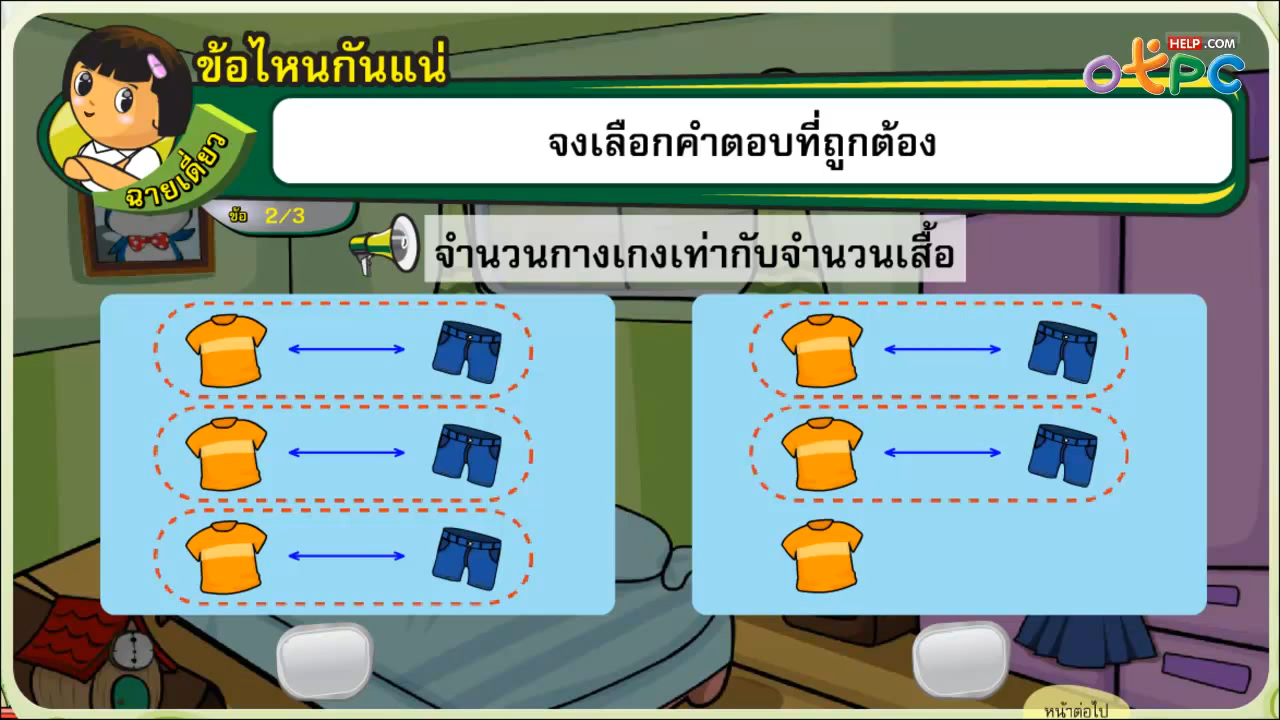 ข้อไหนกันแน่
HELP .COM
OTPC
จงเลือกคำตอบที่ถูกต้อง
ฉายเดี่ยว
ข้อ 2/3
จำนวนกางเกงเท่ากับจำนวนเสื้อ
หน้าต่อไป